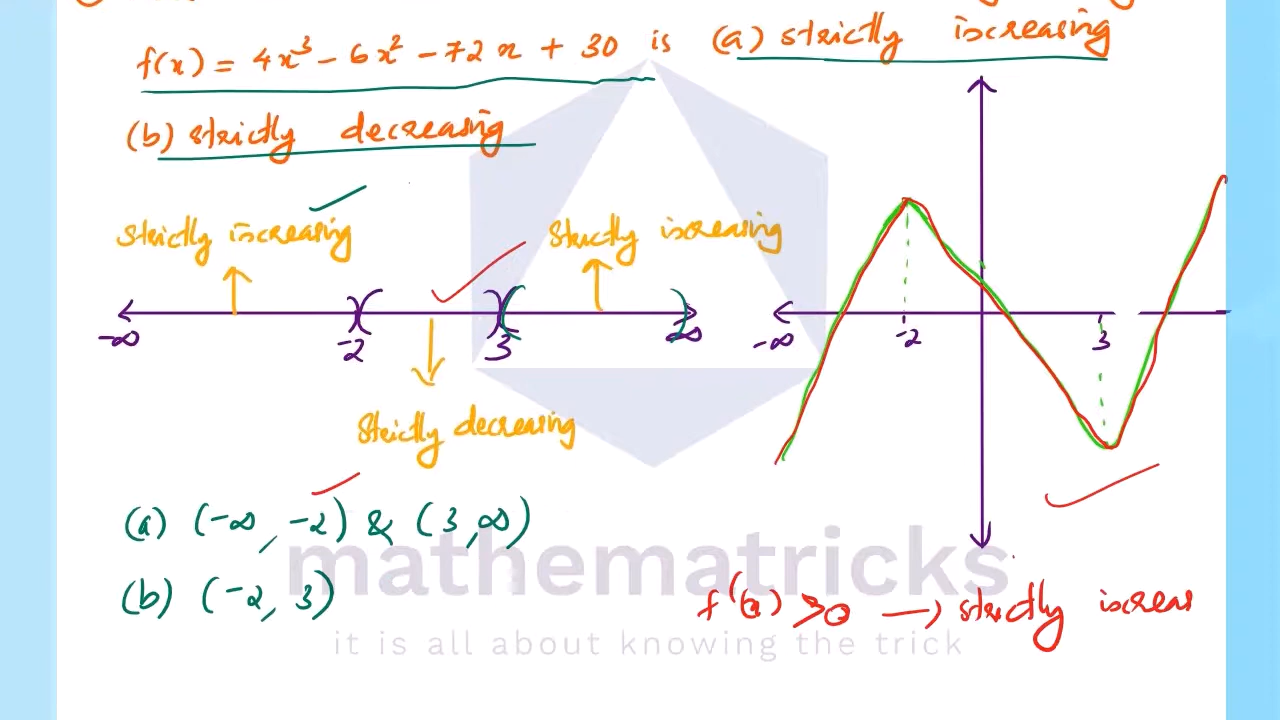 f(x) = 4x³ - 6x² - 72x + 30 is (a) strictly increasing
(b) strictly decreasing
strictly increasing
strictly increasing
-∞ -2 3 ∞
-∞ -2 3
strictly decreasing
(a) (-∞, -2) & (3, ∞)
(b) (-2, 3)
mathematricks
f'(x) >0 → strictly increas
it is all about knowing the trick